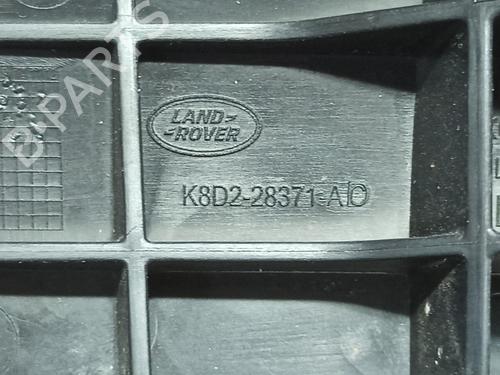 LAND-
-ROVER
K8D2-28371-AD
B-PARTS